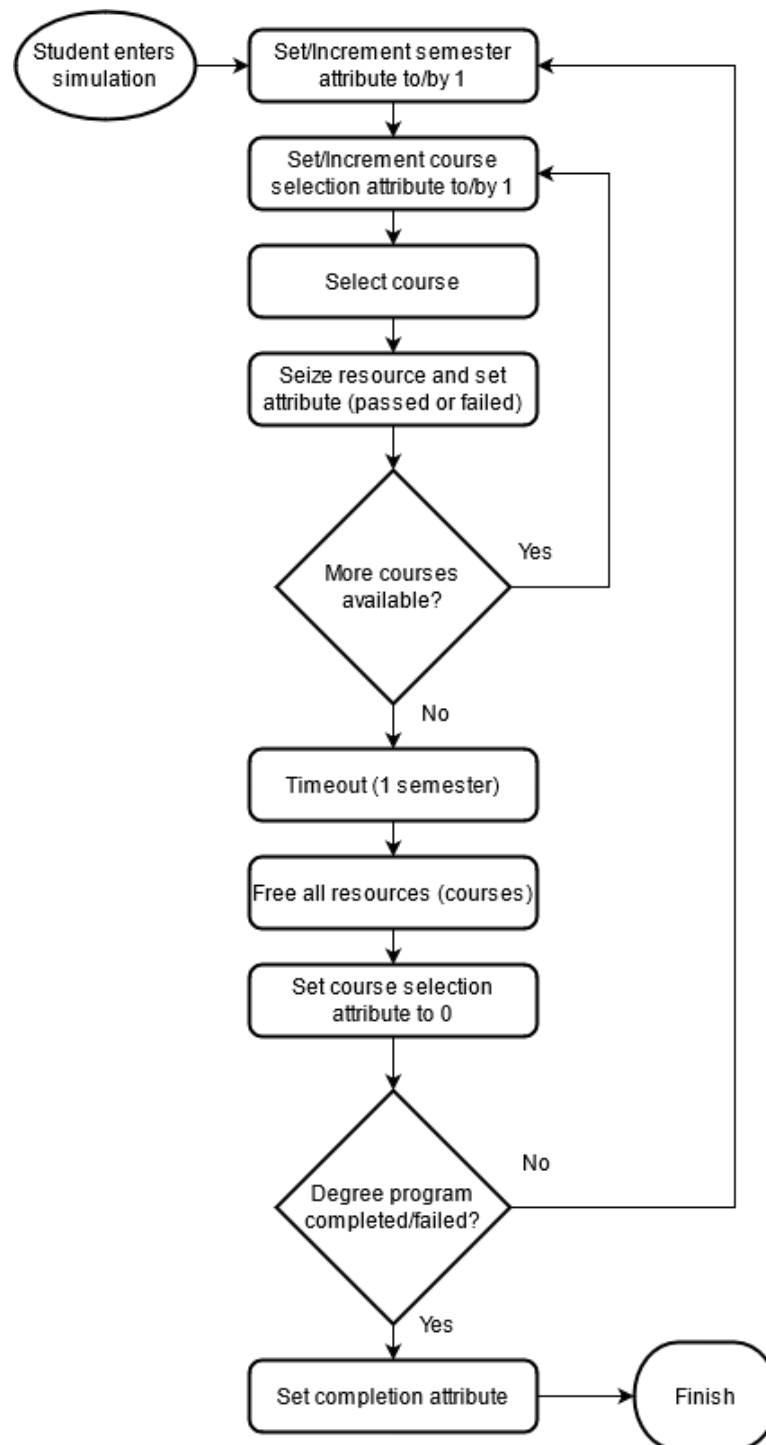 Student enters
simulation
Set/Increment semester
attribute to/by 1
Set/Increment course
selection attribute to/by 1
Select course
Seize resource and set
attribute (passed or failed)
More courses
available?
Yes
No
Timeout (1 semester)
Free all resources (courses)
Set course selection
attribute to 0
Degree program
completed/failed?
No
Yes
Set completion attribute
Finish